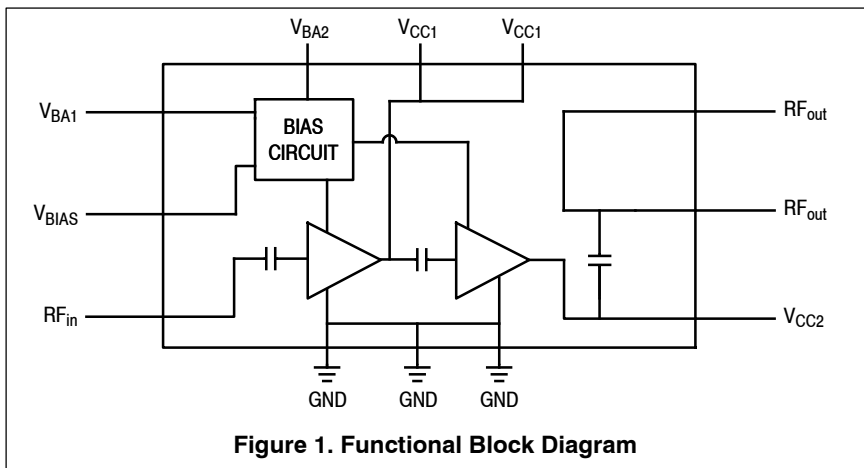 VBA2 VCC1 VCC1
VBA1
BIAS
CIRCUIT
RFout
VBIAS
RFout
RFin
VCC2
GND GND GND
Figure 1. Functional Block Diagram